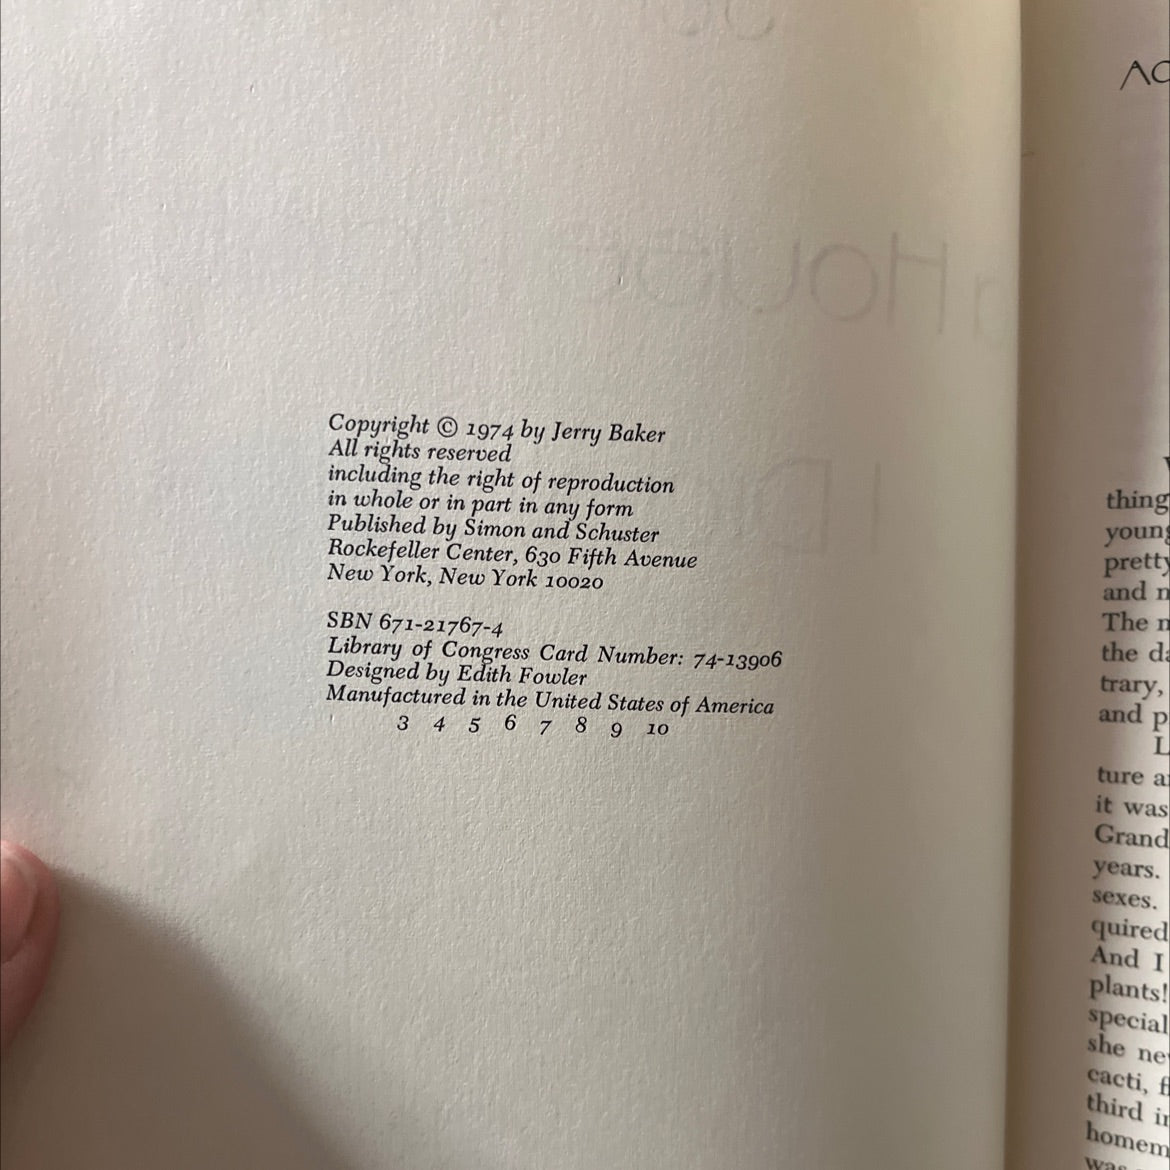 Copyright © 1974 by Jerry Baker
All rights reserved
including the right of reproduction
in whole or in part in any form
Published by Simon and Schuster
Rockefeller Center, 630 Fifth Avenue
New York, New York 10020
SBN 671-21767-4
Library of Congress Card Number: 74-13906
Designed by Edith Fowler
Manufactured in the United States of America
3 4 5 6 7 8 9 10
thing
young
pretty
and
The
the
trary,
and
ture
it was
Grand
years.
sexes.
quired
And I
plants!
special
she
cacti,
third
homem
was